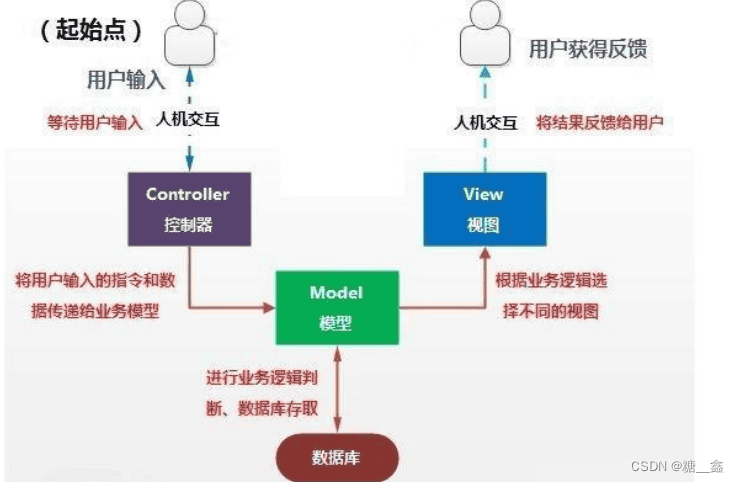 （起始点）
用户输入
用户获得反馈
等待用户输入
人机交互
人机交互
将结果反馈给用户
Controller
控制器
View
视图
将用户输入的指令和数
据传递给业务模型
Model
模型
根据业务逻辑选
择不同的视图
进行业务逻辑判
断、数据库存取
数据库
CSDN @糖__鑫